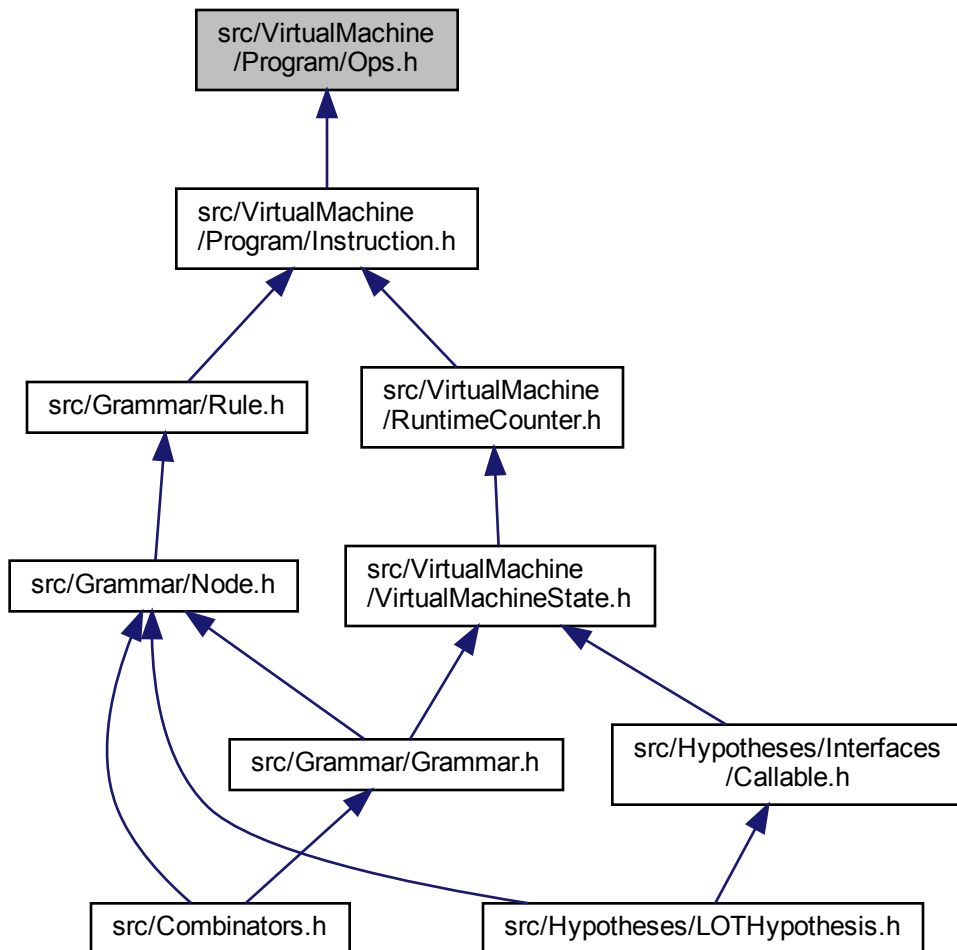 src/VirtualMachine
/Program/Ops.h
src/VirtualMachine
/Program/Instruction.h
src/Grammar/Rule.h
src/VirtualMachine
/RuntimeCounter.h
src/Grammar/Node.h
src/VirtualMachine
/VirtualMachineState.h
src/Grammar/Grammar.h
src/Hypotheses/Interfaces
/Callable.h
src/Combinators.h
src/Hypotheses/LOTHypothesis.h